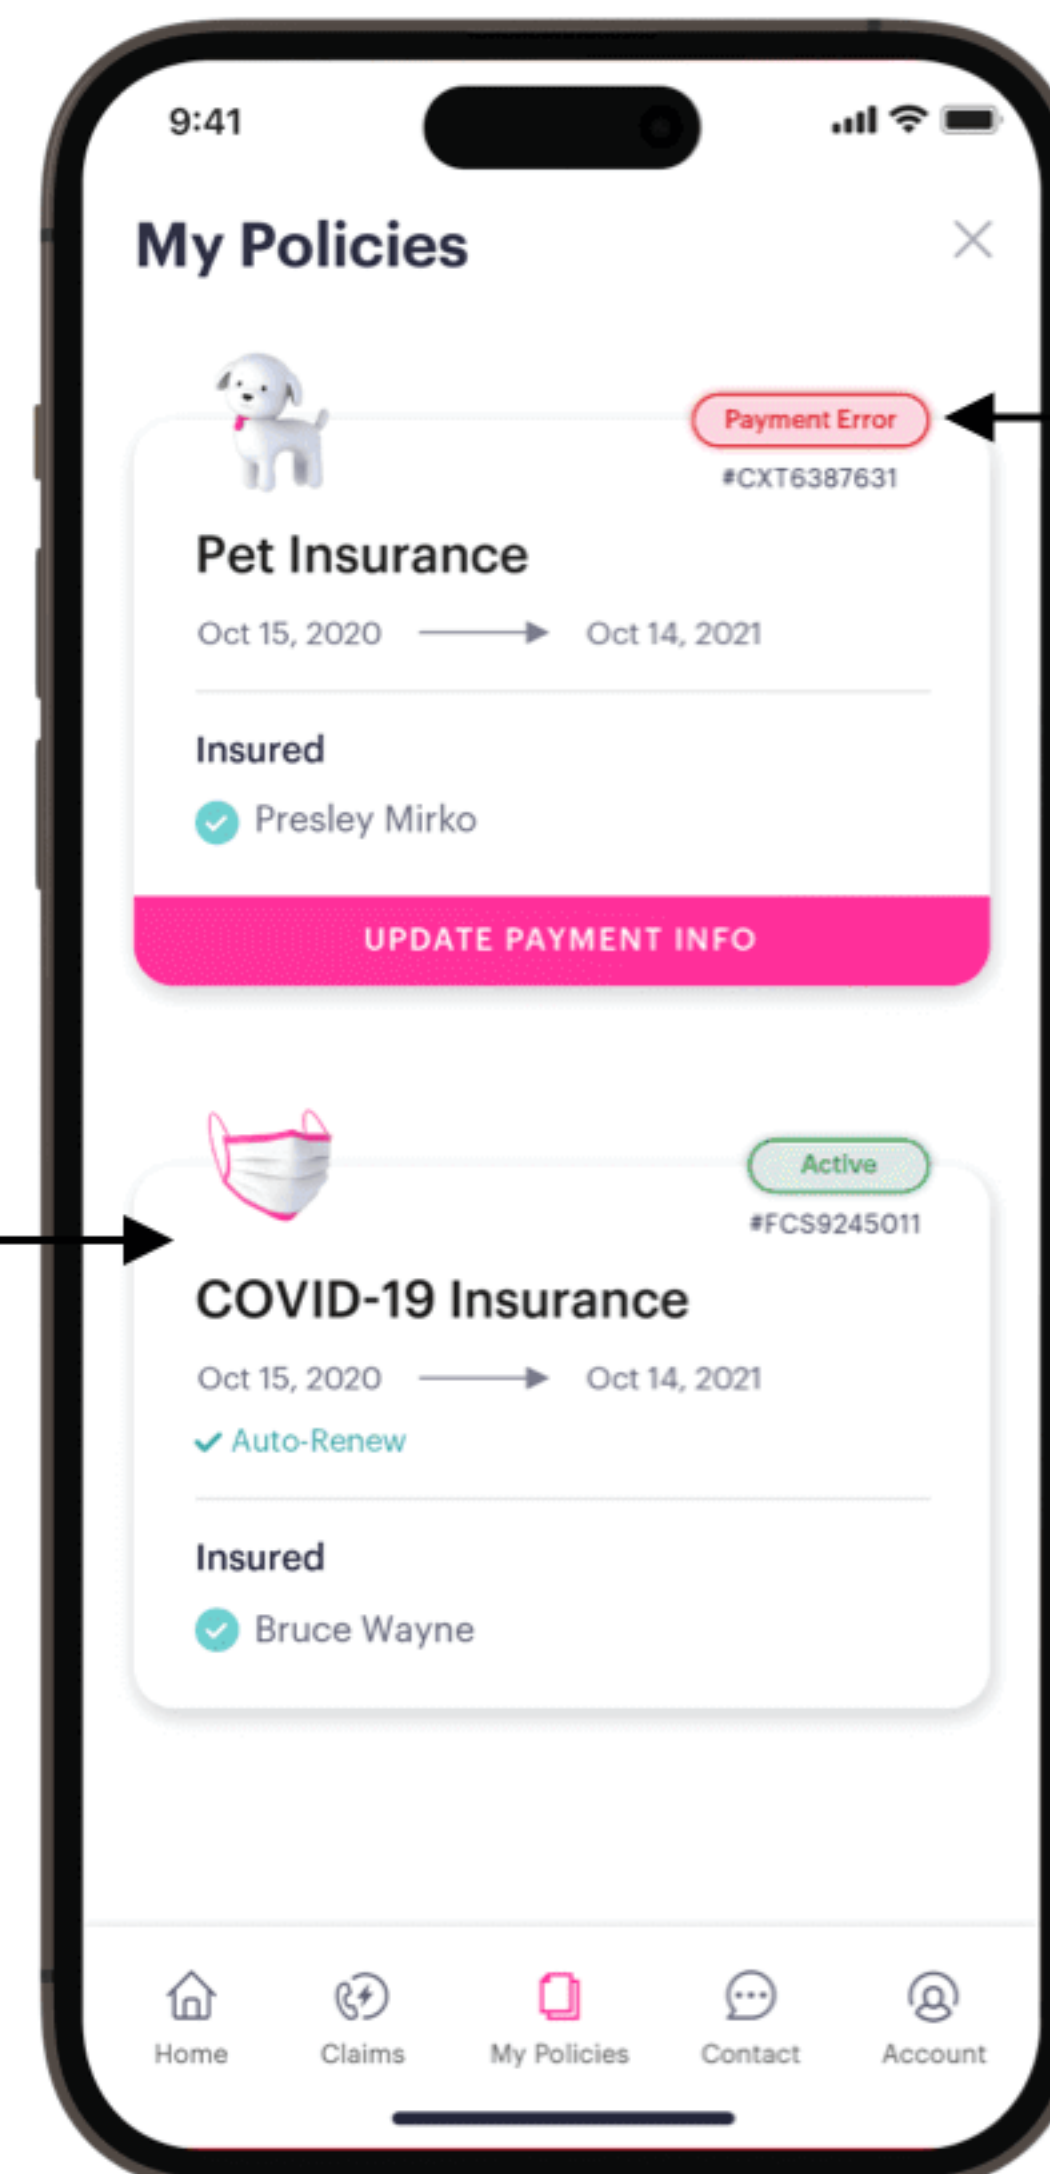 9:41
My Policies
Payment Error
#CXT6387631
Pet Insurance
Oct 15, 2020 Oct 14, 2021
Insured
Presley Mirko
UPDATE PAYMENT INFO
Active
#FCS9245011
COVID-19 Insurance
Oct 15, 2020 Oct 14, 2021
Auto-Renew
Insured
Bruce Wayne
Home Claims My Policies Contact Account